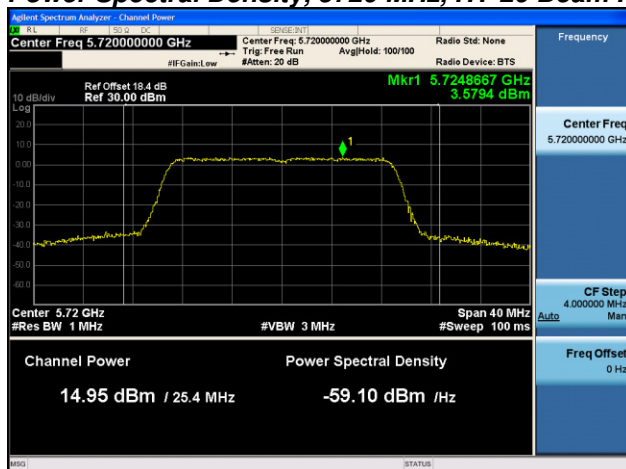 Power Spectral Density, 5720 MHz, HT-20 Beam
Agilent Spectrum Analyzer - Channel Power
RL RF 50 Ω DC SENSE:INT
Center Freq 5.720000000 GHz
#IFGain:Low
Center Freq: 5.720000000 GHz
Trig: Free Run Avg|Hold: 100/100
#Atten: 20 dB
Radio Std: None
Radio Device: BTS
Frequency
Mkr1 5.7248667 GHz
3.5794 dBm
Ref Offset 18.4 dB
10 dB/div Ref 30.00 dBm
Log
20.0
10.0
0.00
-10.0
-20.0
-30.0
-40.0
-50.0
-60.0
1
Center Freq
5.720000000 GHz
Center 5.72 GHz Span 40 MHz
#Res BW 1 MHz #VBW 3 MHz #Sweep 100 ms
CF Step
4.000000 MHz
Auto Man
Channel Power Power Spectral Density
14.95 dBm / 25.4 MHz -59.10 dBm /Hz
Freq Offset
0 Hz
MSG STATUS